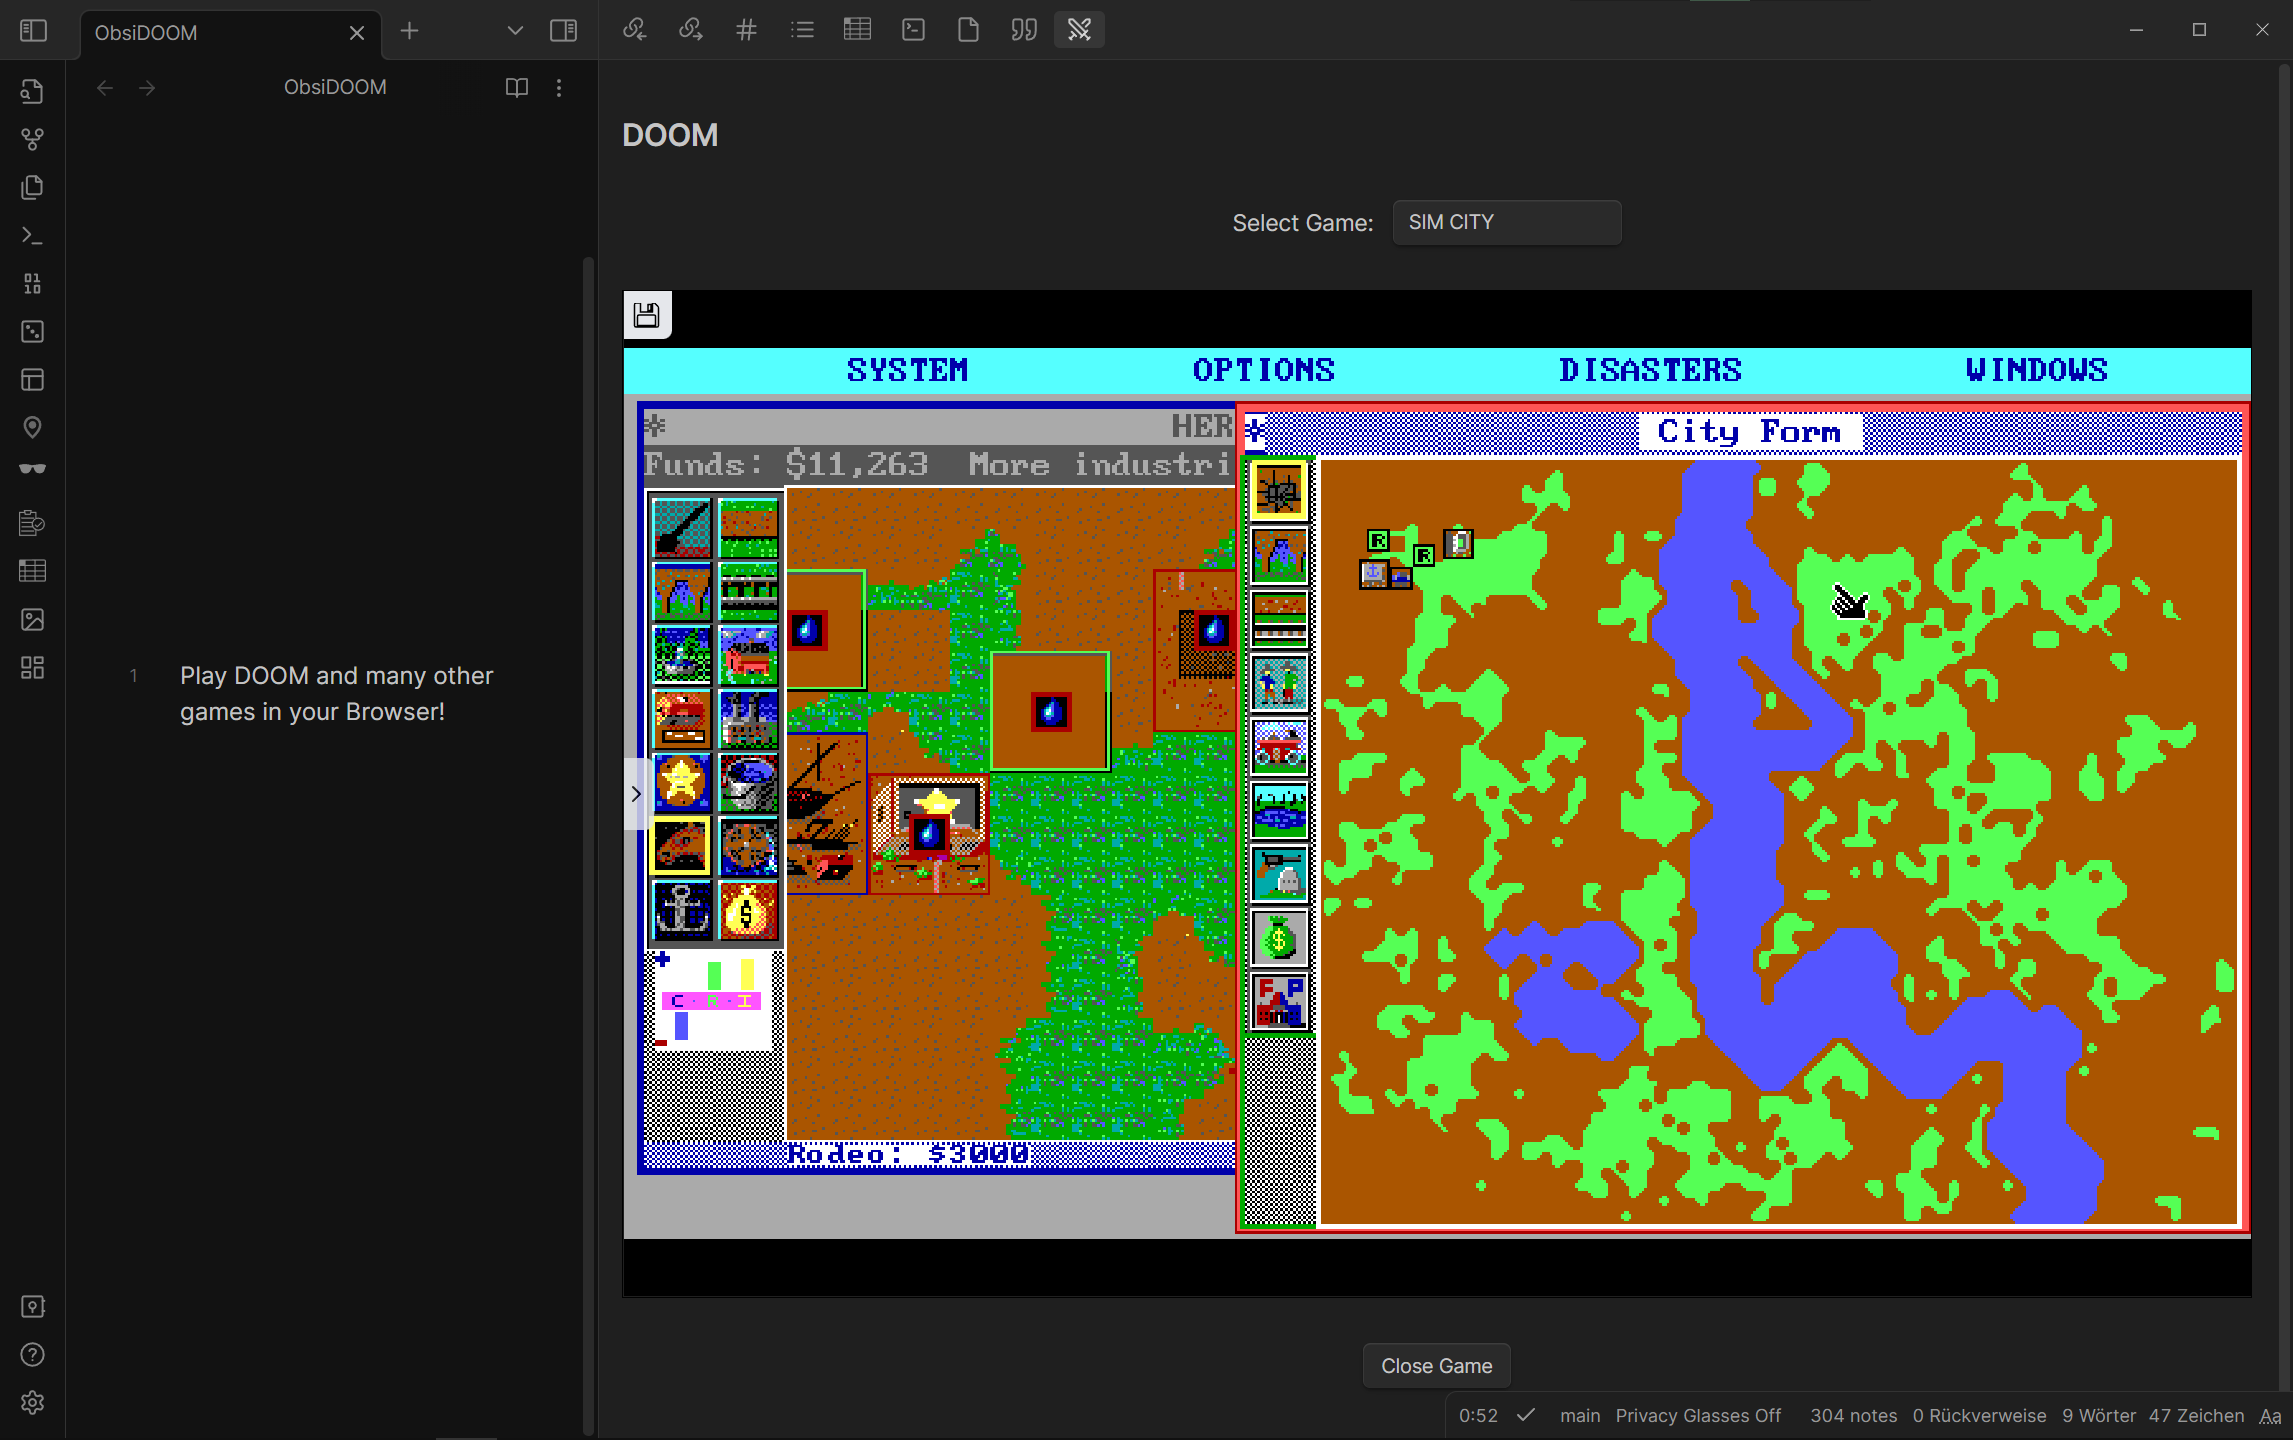 ObsiDOOM
ObsiDOOM
1 Play DOOM and many other
games in your Browser!
DOOM
Select Game: SIM CITY
SYSTEM OPTIONS DISASTERS WINDOWS
HER
Funds: $11,263 More industri
C R I
Rodeo: $3000
City Form
R
R
F P
Close Game
0:52 main Privacy Glasses Off 304 notes 0 Rückverweise 9 Wörter 47 Zeichen Aa